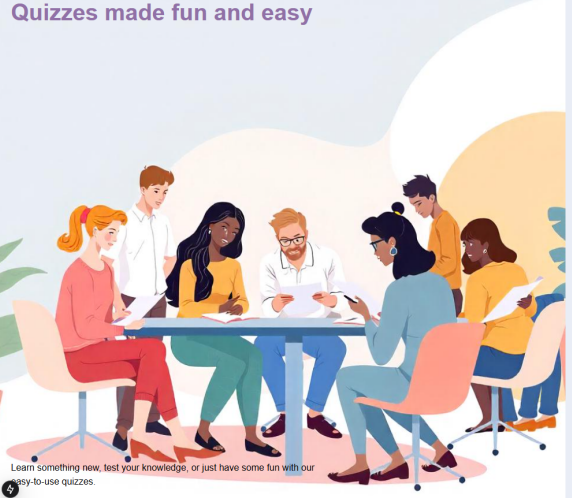 Quizzes made fun and easy
Learn something new, test your knowledge, or just have some fun with our
easy-to-use quizzes.